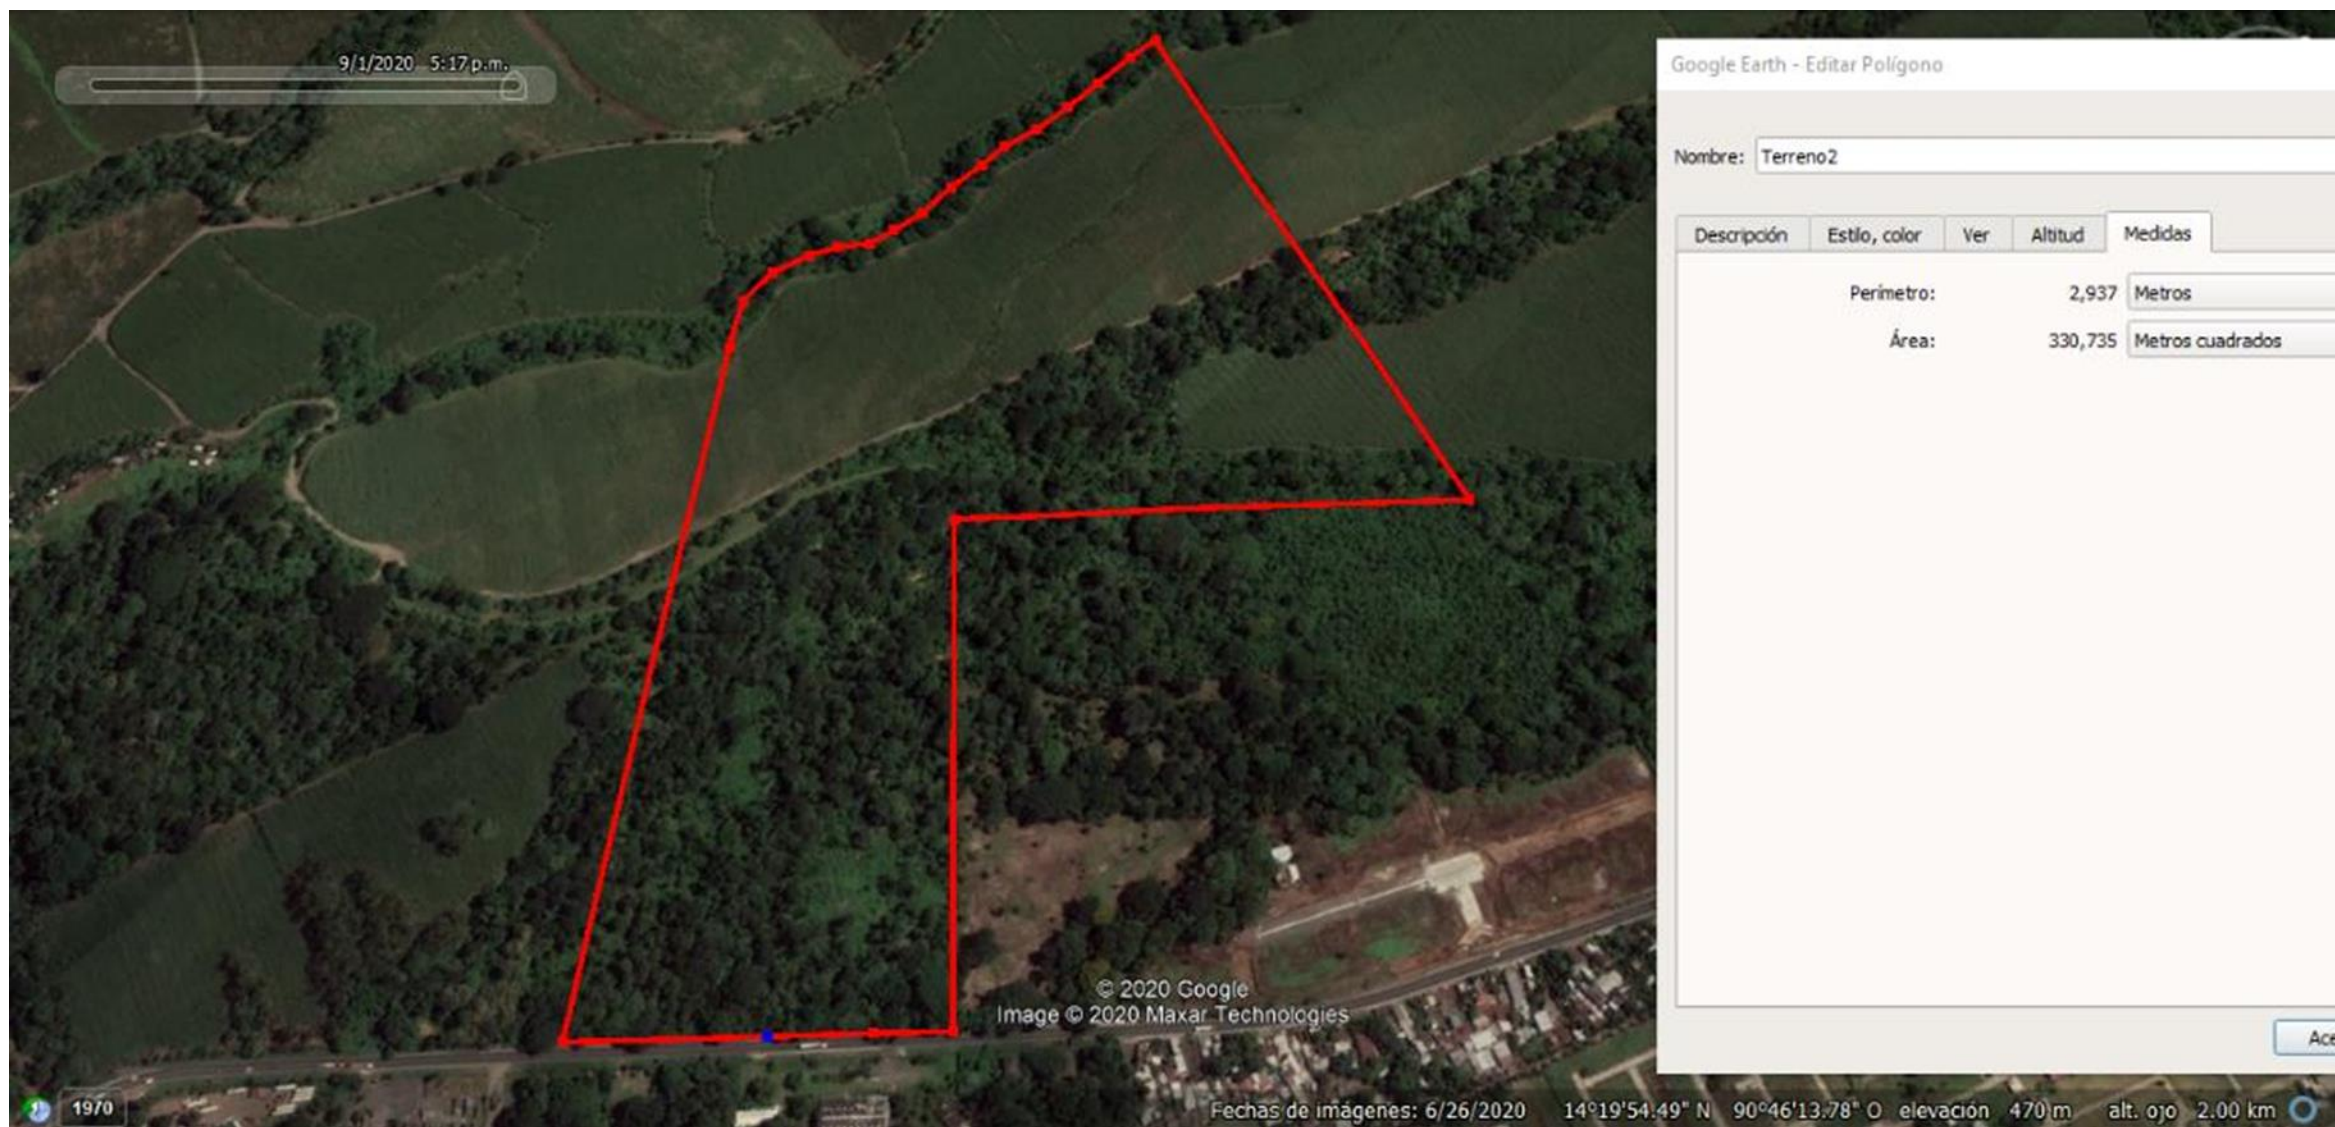 9/1/2020 5:17 p.m.
Google Earth - Editar Polígono
Nombre: Terreno2
Descripción Estilo, color Ver Altitud Medidas
Perímetro: 2,937 Metros
Área: 330,735 Metros cuadrados
© 2020 Google
Image © 2020 Maxar Technologies
Ace
1970
Fechas de imágenes: 6/26/2020 14°19'54.49" N 90°46'13.78" O elevación 470 m alt. ojo 2.00 km